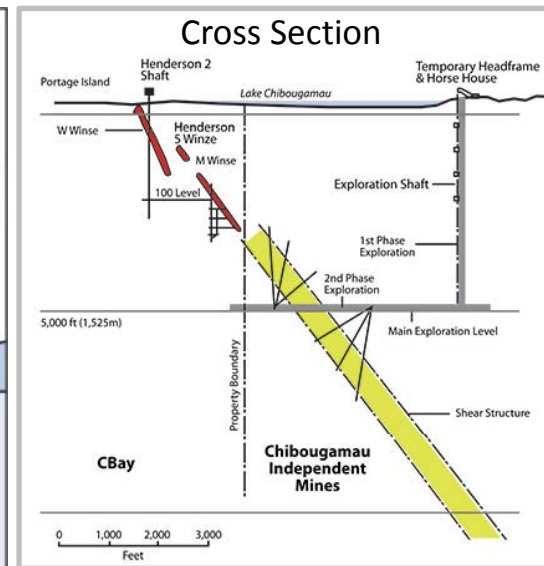 Cross Section
Henderson 2
Shaft
Temporary Headframe
& Horse House
Portage Island
Lake Chibougamau
W Winse
Henderson
5 Winze
M Winse
100 Level
Exploration Shaft
1st Phase
Exploration
2nd Phase
Exploration
5,000 ft (1,525m)
Main Exploration Level
Property Boundary
Shear Structure
CBay
Chibougamau
Independent
Mines
0 1,000 2,000 3,000
Feet